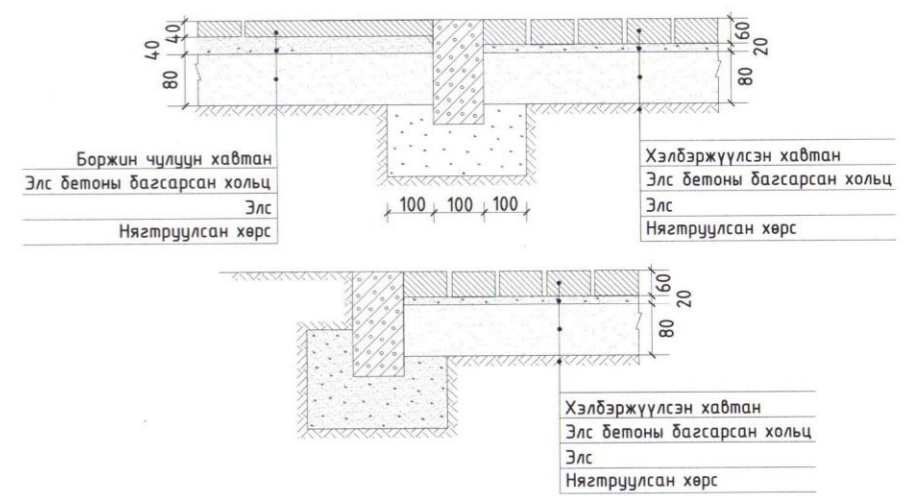 40
40
80
60
20
80
Боржин чулуун хавтан
Элс бетоны багсарсан хольц
Элс
Нягтруулсан хөрс
100 100 100
Хэлбэржүүлсэн хавтан
Элс бетоны багсарсан хольц
Элс
Нягтруулсан хөрс
60
20
80
Хэлбэржүүлсэн хавтан
Элс бетоны багсарсан хольц
Элс
Нягтруулсан хөрс